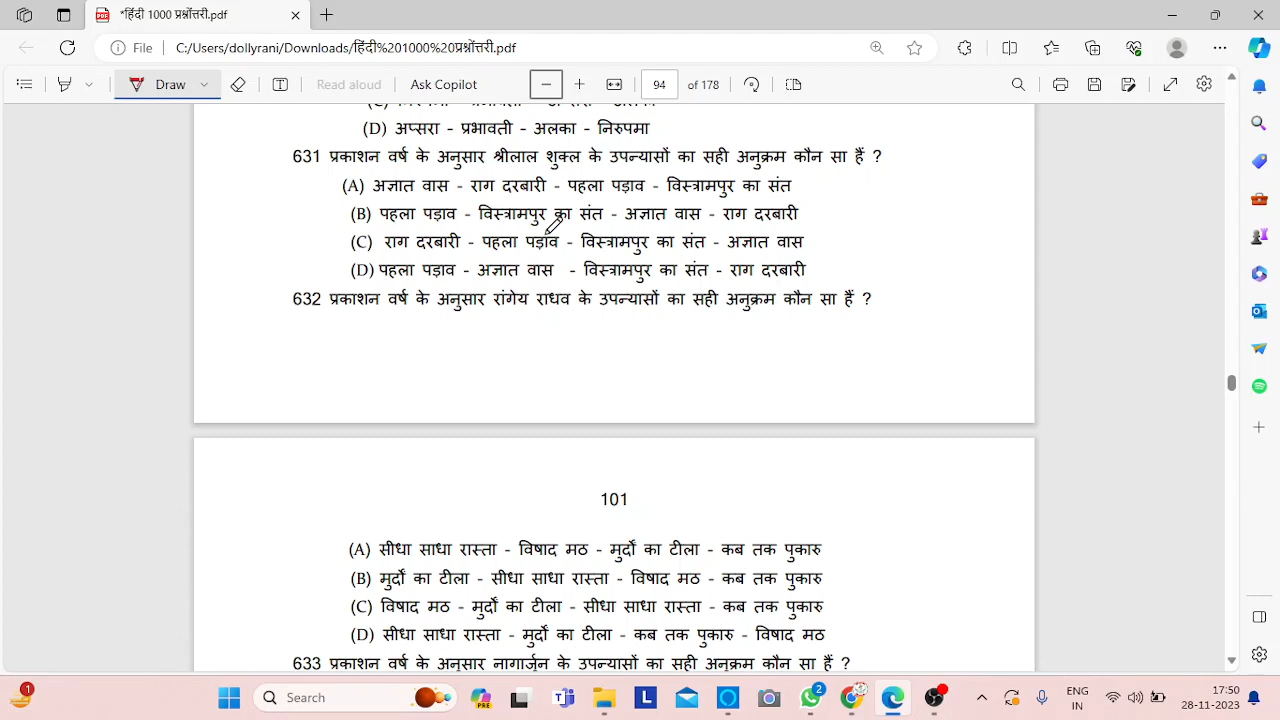 *हिंदी 1000 प्रश्नोंत्तरी.pdf
File C:/Users/dollyrani/Downloads/हिंदी%201000%20प्रश्नोंत्तरी.pdf
Draw Read aloud Ask Copilot 94 of 178
(D) अप्सरा - प्रभावती - अलका - निरुपमा
631 प्रकाशन वर्ष के अनुसार श्रीलाल शुक्ल के उपन्यासों का सही अनुक्रम कौन सा हैं ?
(A) अज्ञात वास - राग दरबारी - पहला पड़ाव - विस्त्रामपुर का संत
(B) पहला पड़ाव - विस्त्रामपुर का संत - अज्ञात वास - राग दरबारी
(C) राग दरबारी - पहला पड़ाव - विस्त्रामपुर का संत - अज्ञात वास
(D) पहला पड़ाव - अज्ञात वास - विस्त्रामपुर का संत - राग दरबारी
632 प्रकाशन वर्ष के अनुसार रांगेय राधव के उपन्यासों का सही अनुक्रम कौन सा हैं ?
101
(A) सीधा साधा रास्ता - विषाद मठ - मुर्दों का टीला - कब तक पुकारु
(B) मुर्दों का टीला - सीधा साधा रास्ता - विषाद मठ - कब तक पुकारु
(C) विषाद मठ - मुर्दों का टीला - सीधा साधा रास्ता - कब तक पुकारु
(D) सीधा साधा रास्ता - मुर्दों का टीला - कब तक पुकारु - विषाद मठ
633 प्रकाशन वर्ष के अनुसार नागार्जुन के उपन्यासों का सही अनुक्रम कौन सा हैं ?
1 Search PRE L 2 ENG IN 17:50 28-11-2023